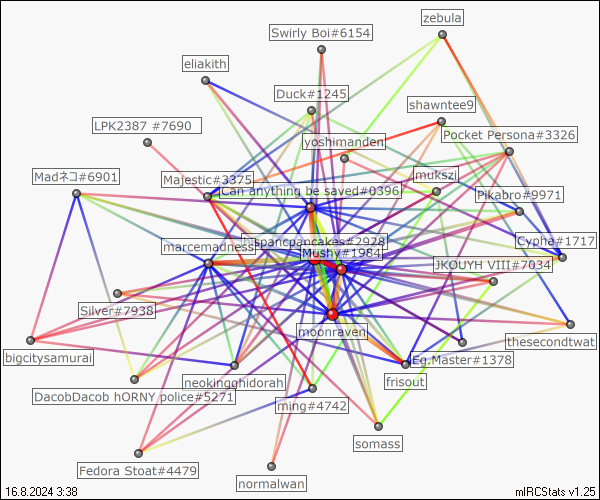 zebula
Swirly Boi#6154
eliakith
Duck#1245
shawntee9
LPK2387 #7690
Pocket Persona#3326
yoshimanden
Madネコ#6901
Majestic#3375
mukszi
Can anything be saved#0396
Pikabro#9971
marcemadness
spancpancakes#2928
Cypha#1717
Mushy#1984
JKOUYH VIII#7034
Silver#7938
moonraven
thesecondtwat
bigcitysamurai
Eg.Master#1378
neokingghidorah
frisout
DacobDacob hORNY police#5271
ming#4742
somass
Fedora Stoat#4479
normalwan
16.8.2024 3:38
mIRCStats v1.25